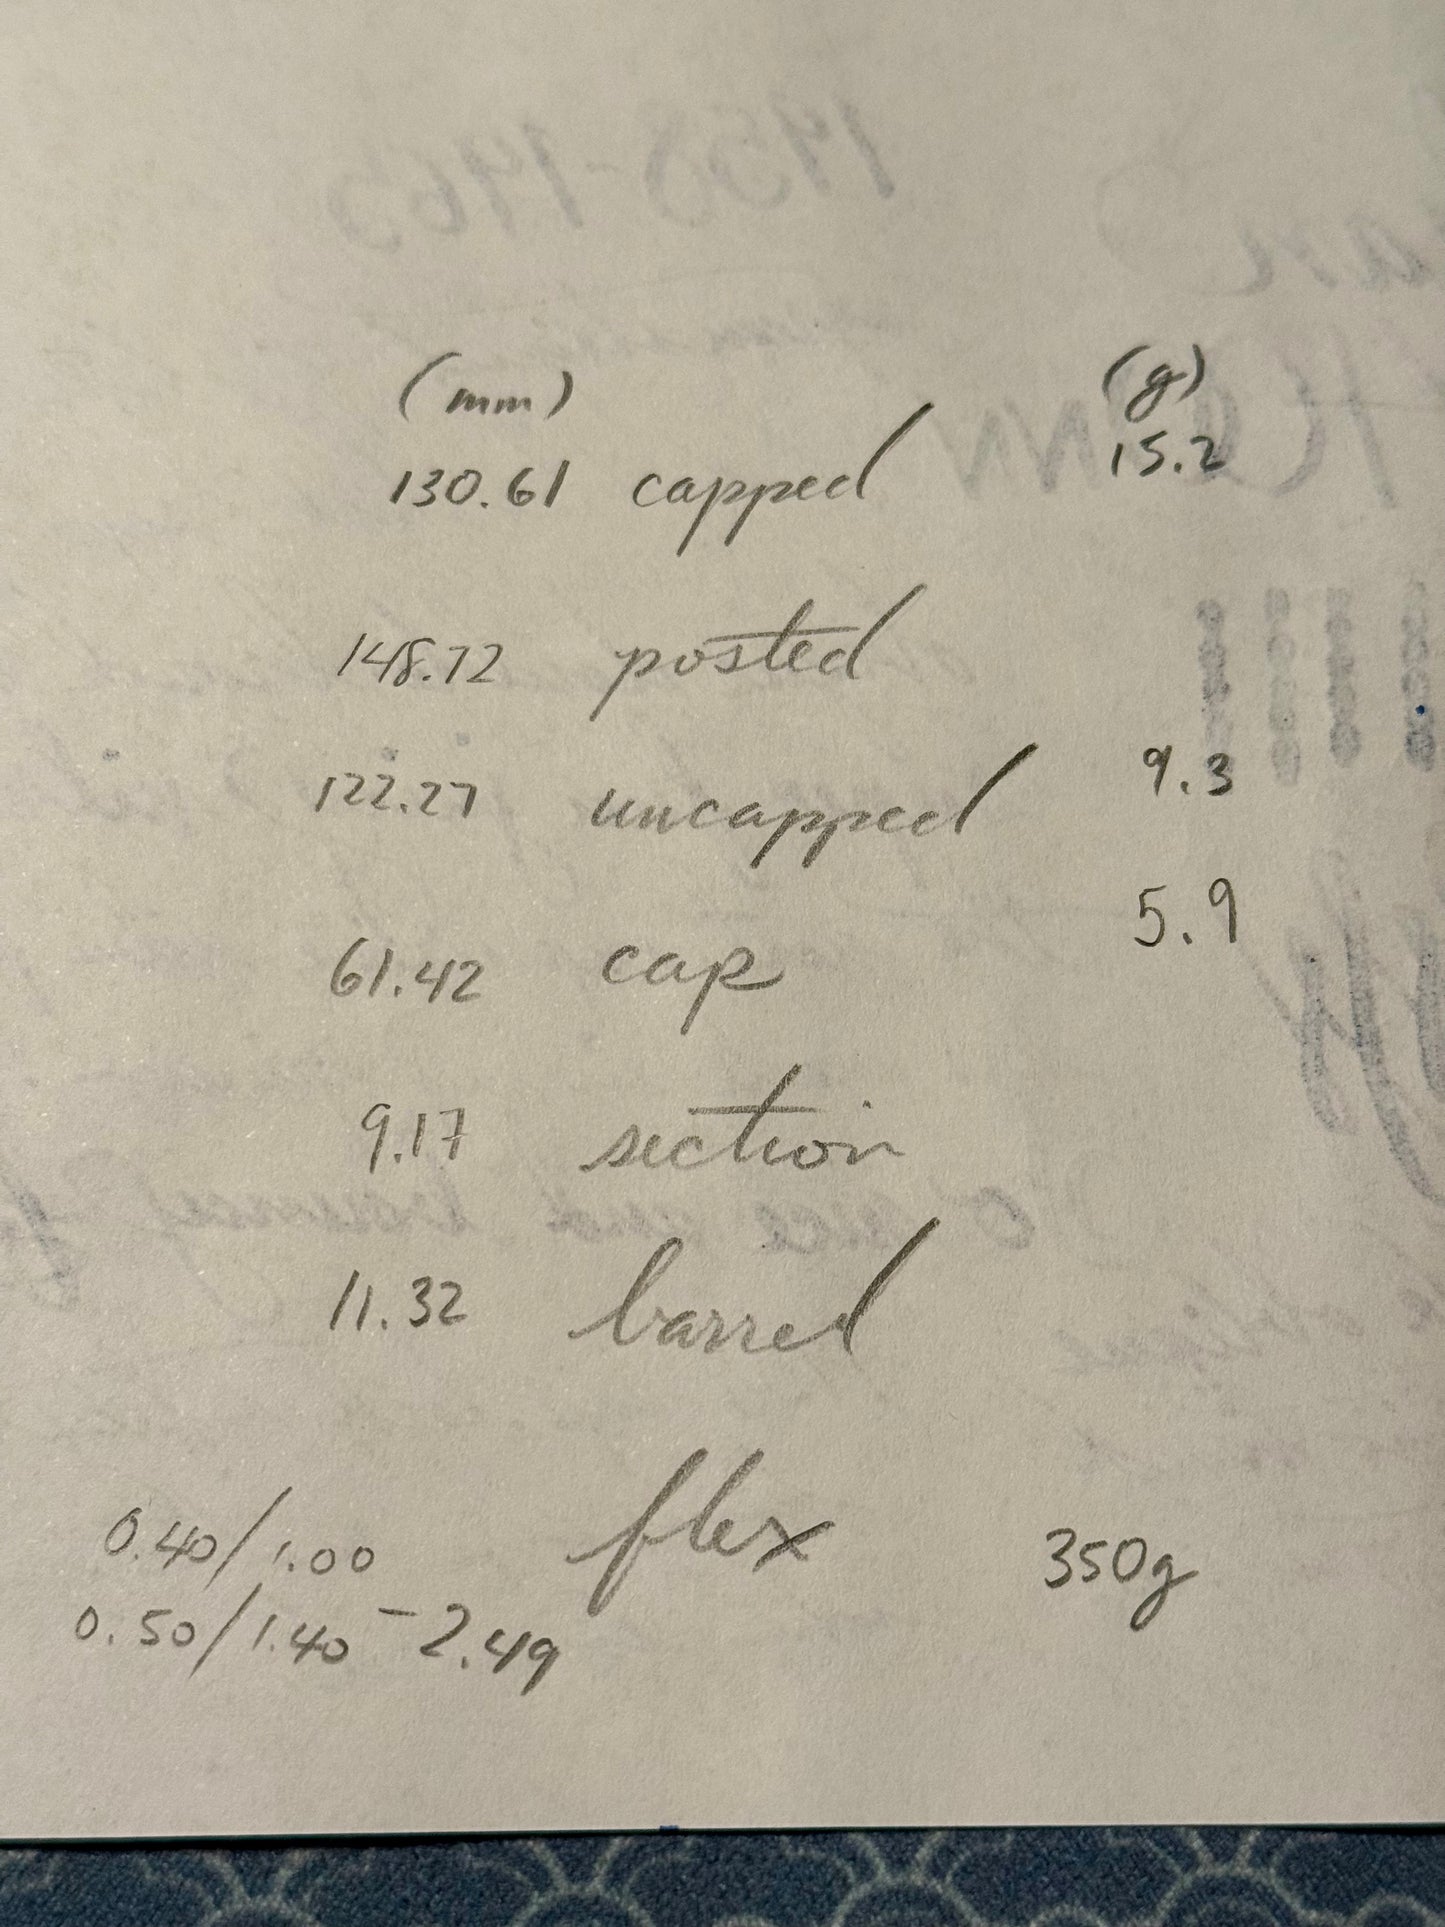 (mm) (g)
130.61 capped 15.2
148.72 posted
122.27 uncapped 9.3
61.42 cap 5.9
9.17 section
11.32 barrel
0.40/1.00 flex 350g
0.50/1.40-2.49